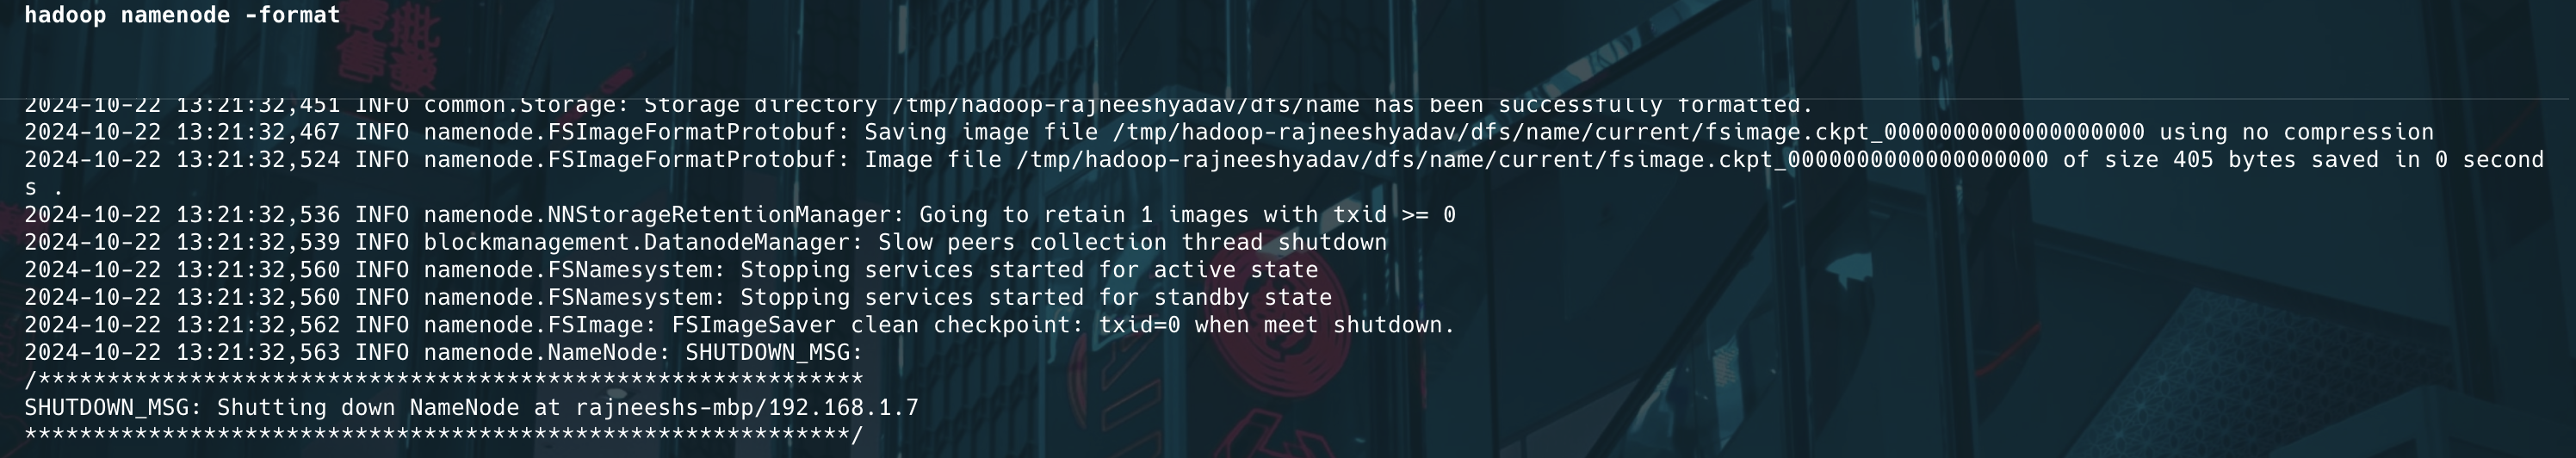 hadoop namenode -format
2024-10-22 13:21:32,451 INFO common.Storage: Storage directory /tmp/hadoop-rajneeshyadav/dfs/name has been successfully formatted.
2024-10-22 13:21:32,467 INFO namenode.FSImageFormatProtobuf: Saving image file /tmp/hadoop-rajneeshyadav/dfs/name/current/fsimage.ckpt_0000000000000000000 using no compression
2024-10-22 13:21:32,524 INFO namenode.FSImageFormatProtobuf: Image file /tmp/hadoop-rajneeshyadav/dfs/name/current/fsimage.ckpt_0000000000000000000 of size 405 bytes saved in 0 second
s .
2024-10-22 13:21:32,536 INFO namenode.NNStorageRetentionManager: Going to retain 1 images with txid >= 0
2024-10-22 13:21:32,539 INFO blockmanagement.DatanodeManager: Slow peers collection thread shutdown
2024-10-22 13:21:32,560 INFO namenode.FSNamesystem: Stopping services started for active state
2024-10-22 13:21:32,560 INFO namenode.FSNamesystem: Stopping services started for standby state
2024-10-22 13:21:32,562 INFO namenode.FSImage: FSImageSaver clean checkpoint: txid=0 when meet shutdown.
2024-10-22 13:21:32,563 INFO namenode.NameNode: SHUTDOWN_MSG:
/************************************************************
SHUTDOWN_MSG: Shutting down NameNode at rajneeshs-mbp/192.168.1.7
************************************************************/